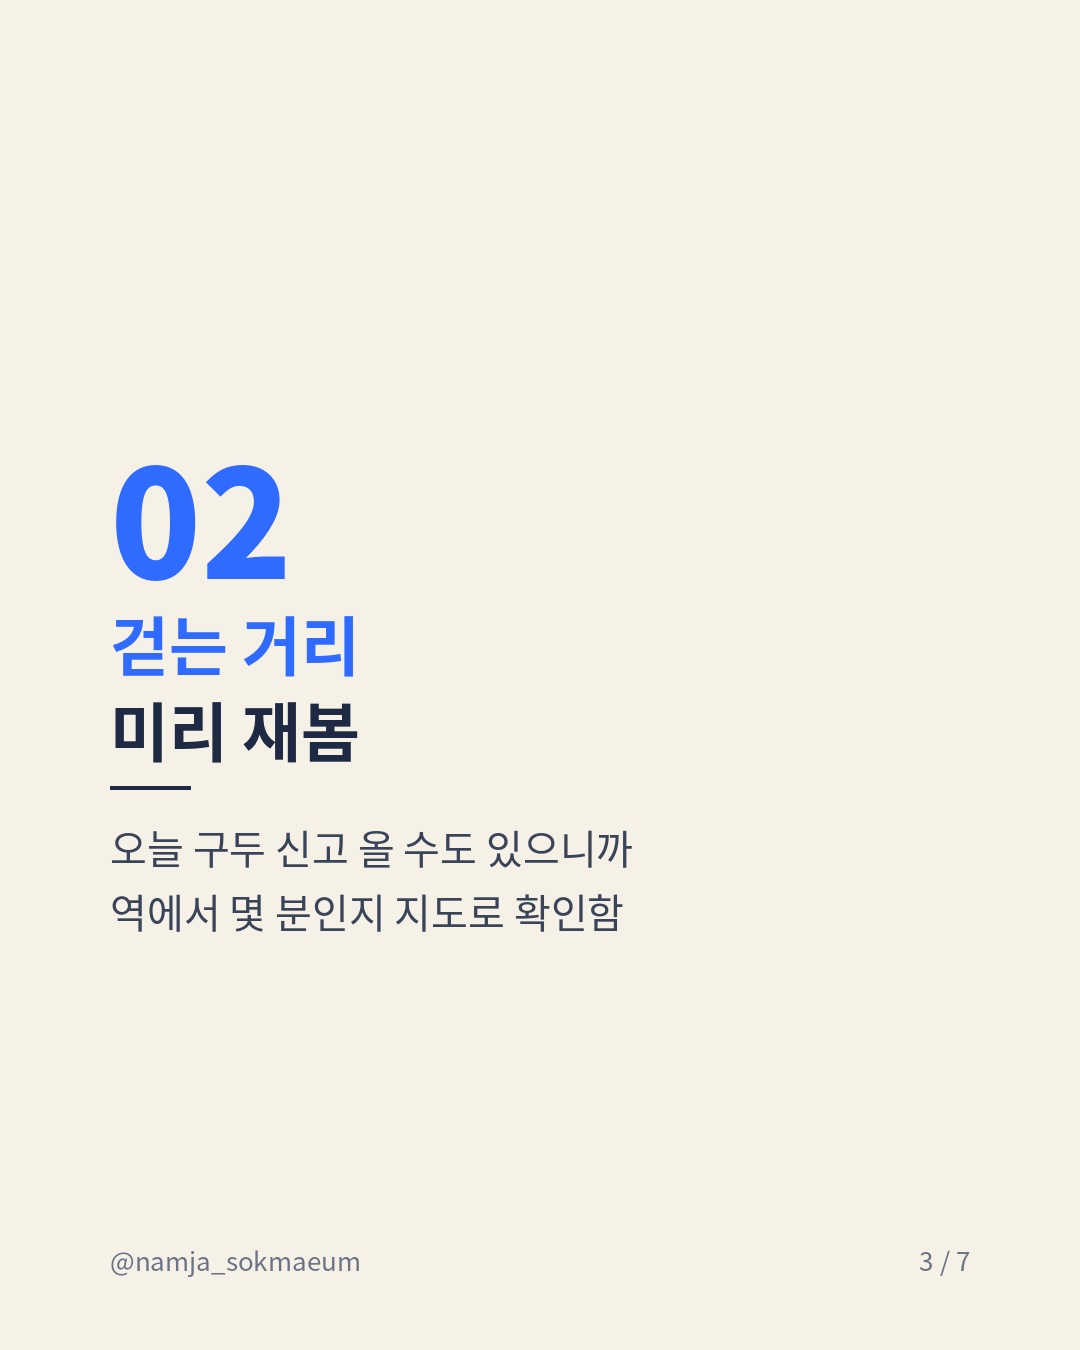 02
걷는 거리
미리 재봄
오늘 구두 신고 올 수도 있으니까
역에서 몇 분인지 지도로 확인함
@namja_sokmaeum
3 / 7